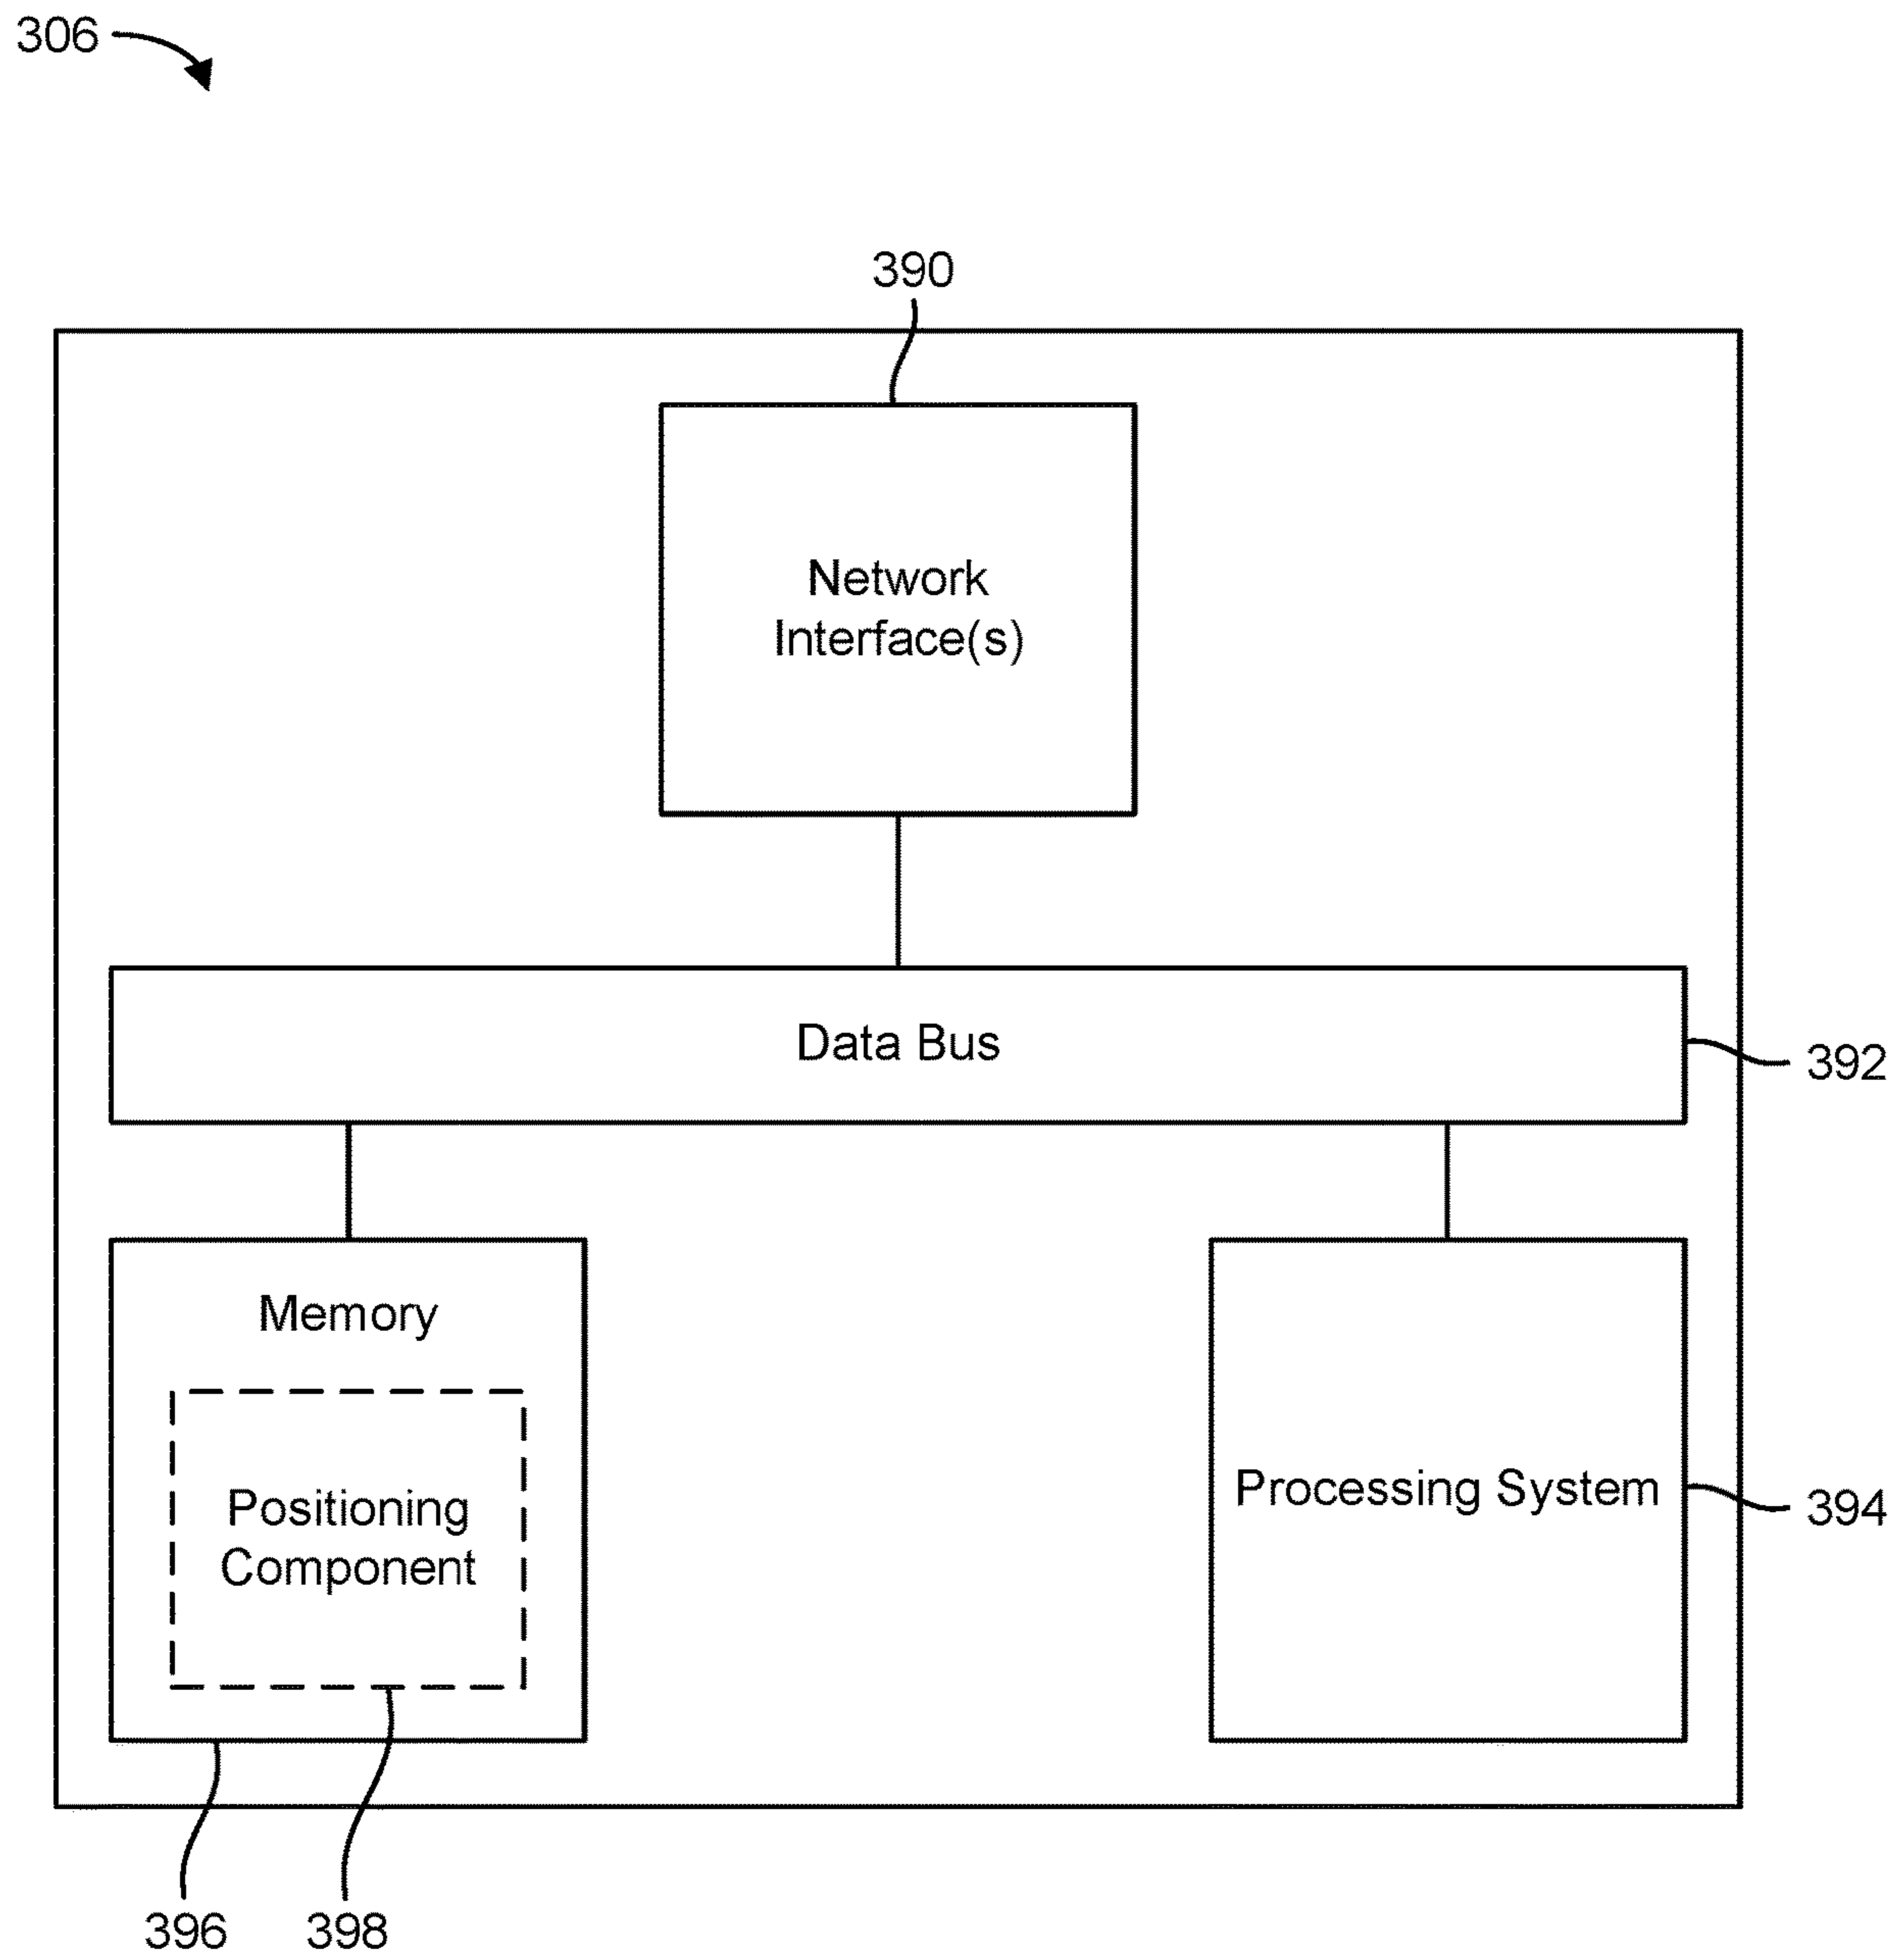 306
390
Network
Interface(s)
Data Bus
392
Memory
Positioning
Component
Processing System
394
396
398